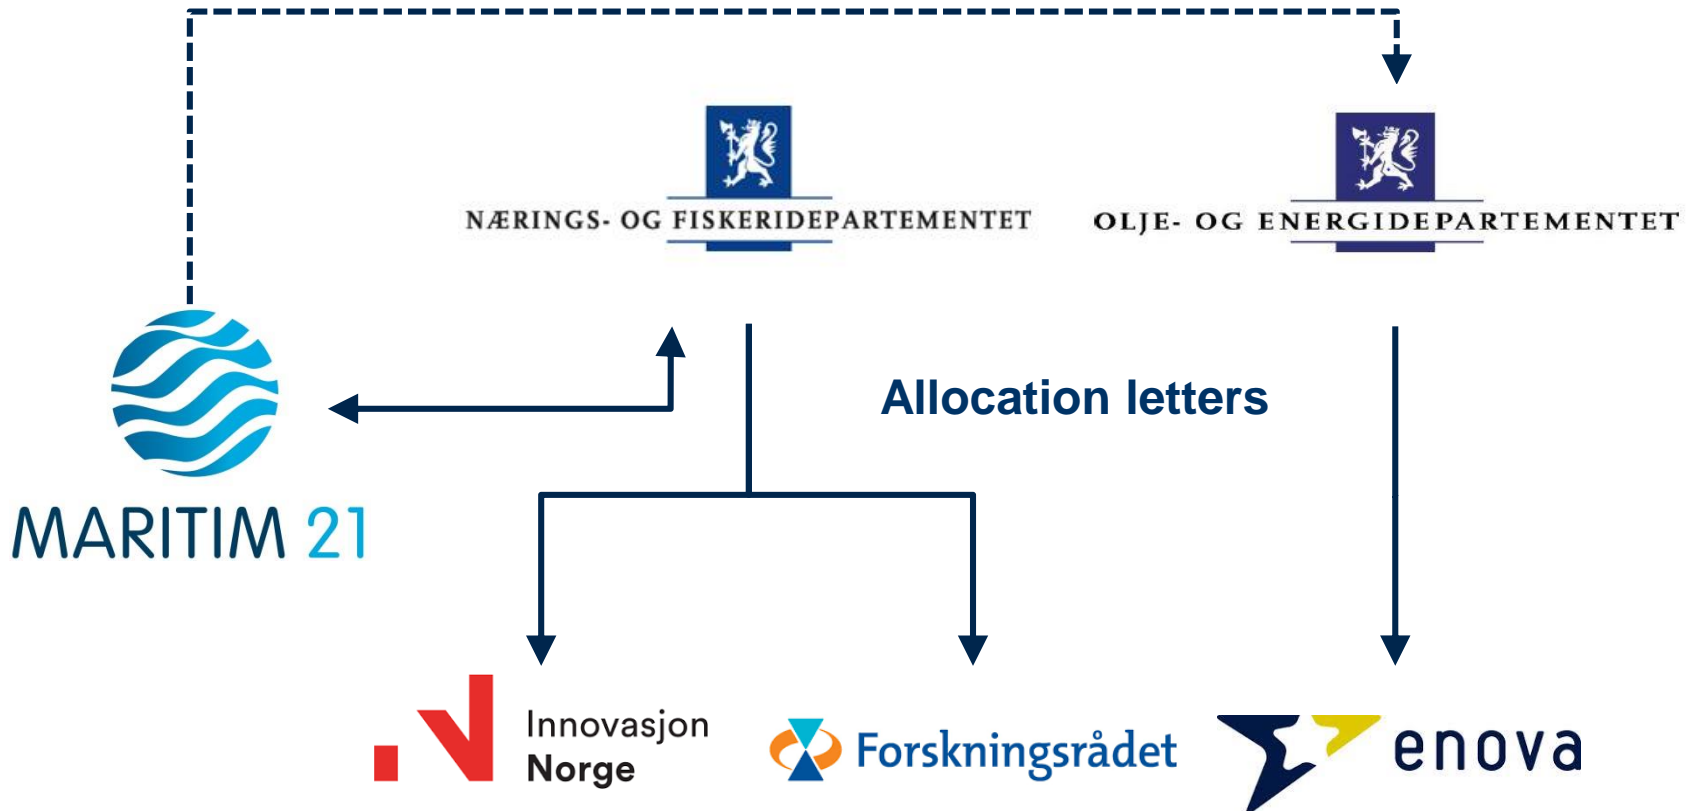 NÆRINGS- OG FISKERIDEPARTEMENTET
OLJE- OG ENERGIDEPARTEMENTET
Allocation letters
MARITIM 21
Innovasjon
Norge
Forskningsrådet
enova